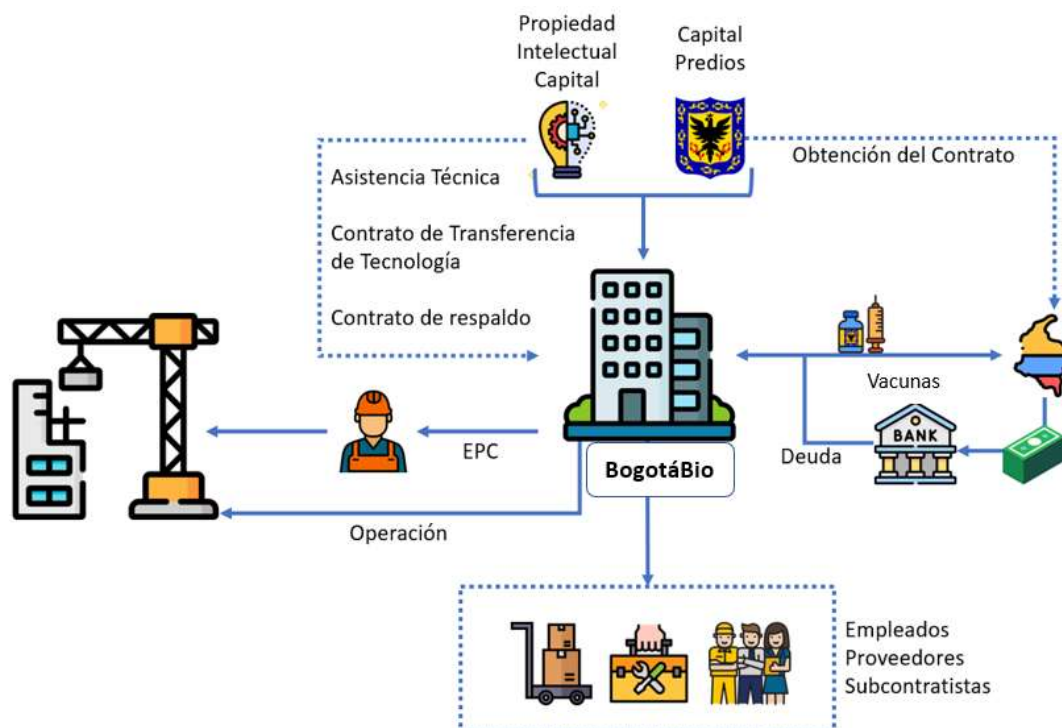 Propiedad
Intelectual
Capital
Capital
Predios
Obtención del Contrato
Asistencia Técnica
Contrato de Transferencia
de Tecnología
Contrato de respaldo
Vacunas
BANK
Deuda
EPC
BogotáBio
Operación
Empleados
Proveedores
Subcontratistas